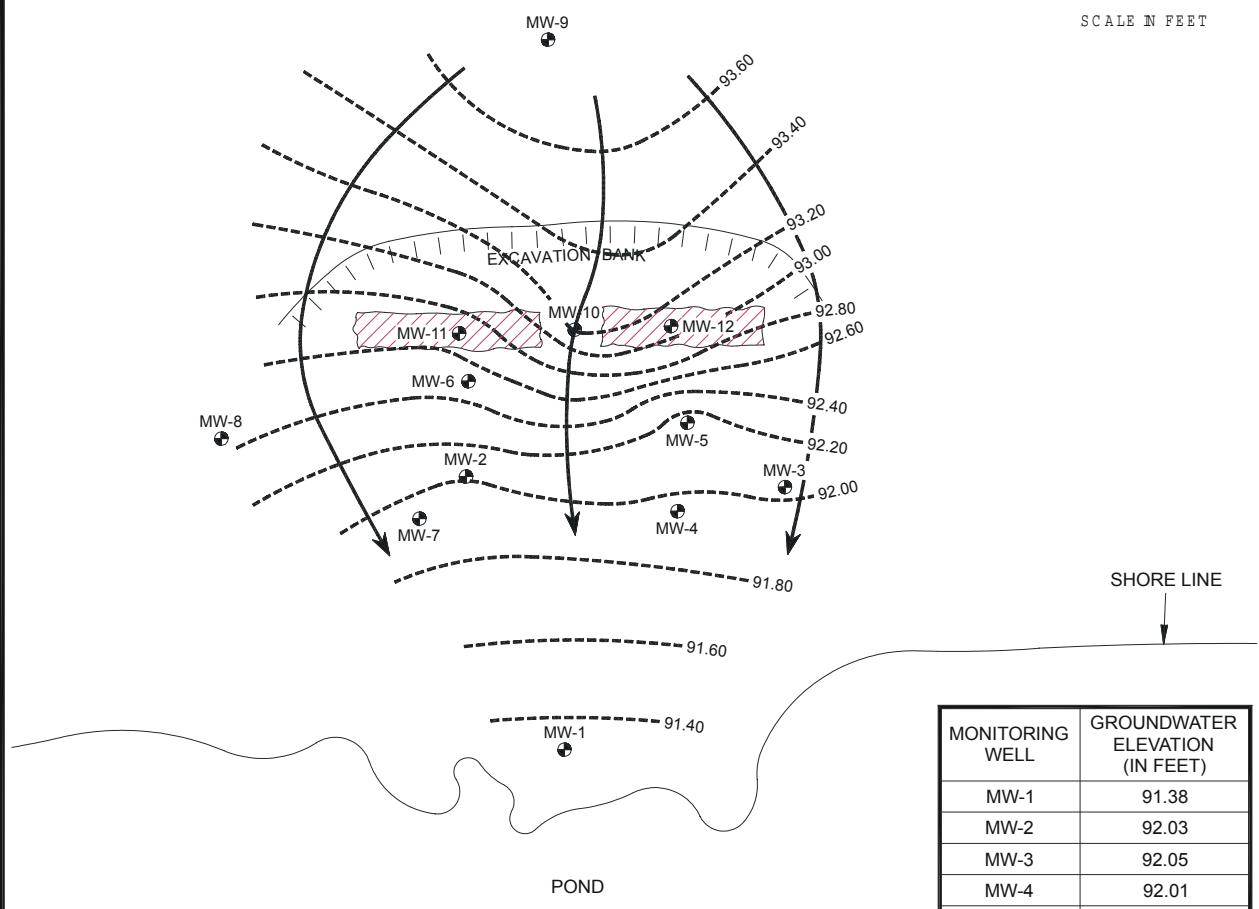 MW-9
SCALE IN FEET
93.60
93.40
93.20
EXCAVATION BANK
93.00
MW-10
92.80
MW-11
MW-12
92.60
MW-6
92.40
MW-8
MW-5
92.20
MW-2
MW-3
92.00
MW-7
MW-4
91.80
SHORE LINE
91.60
91.40
MW-1
MONITORING WELL
GROUNDWATER ELEVATION (IN FEET)
MW-1 91.38
MW-2 92.03
MW-3 92.05
MW-4 92.01
POND